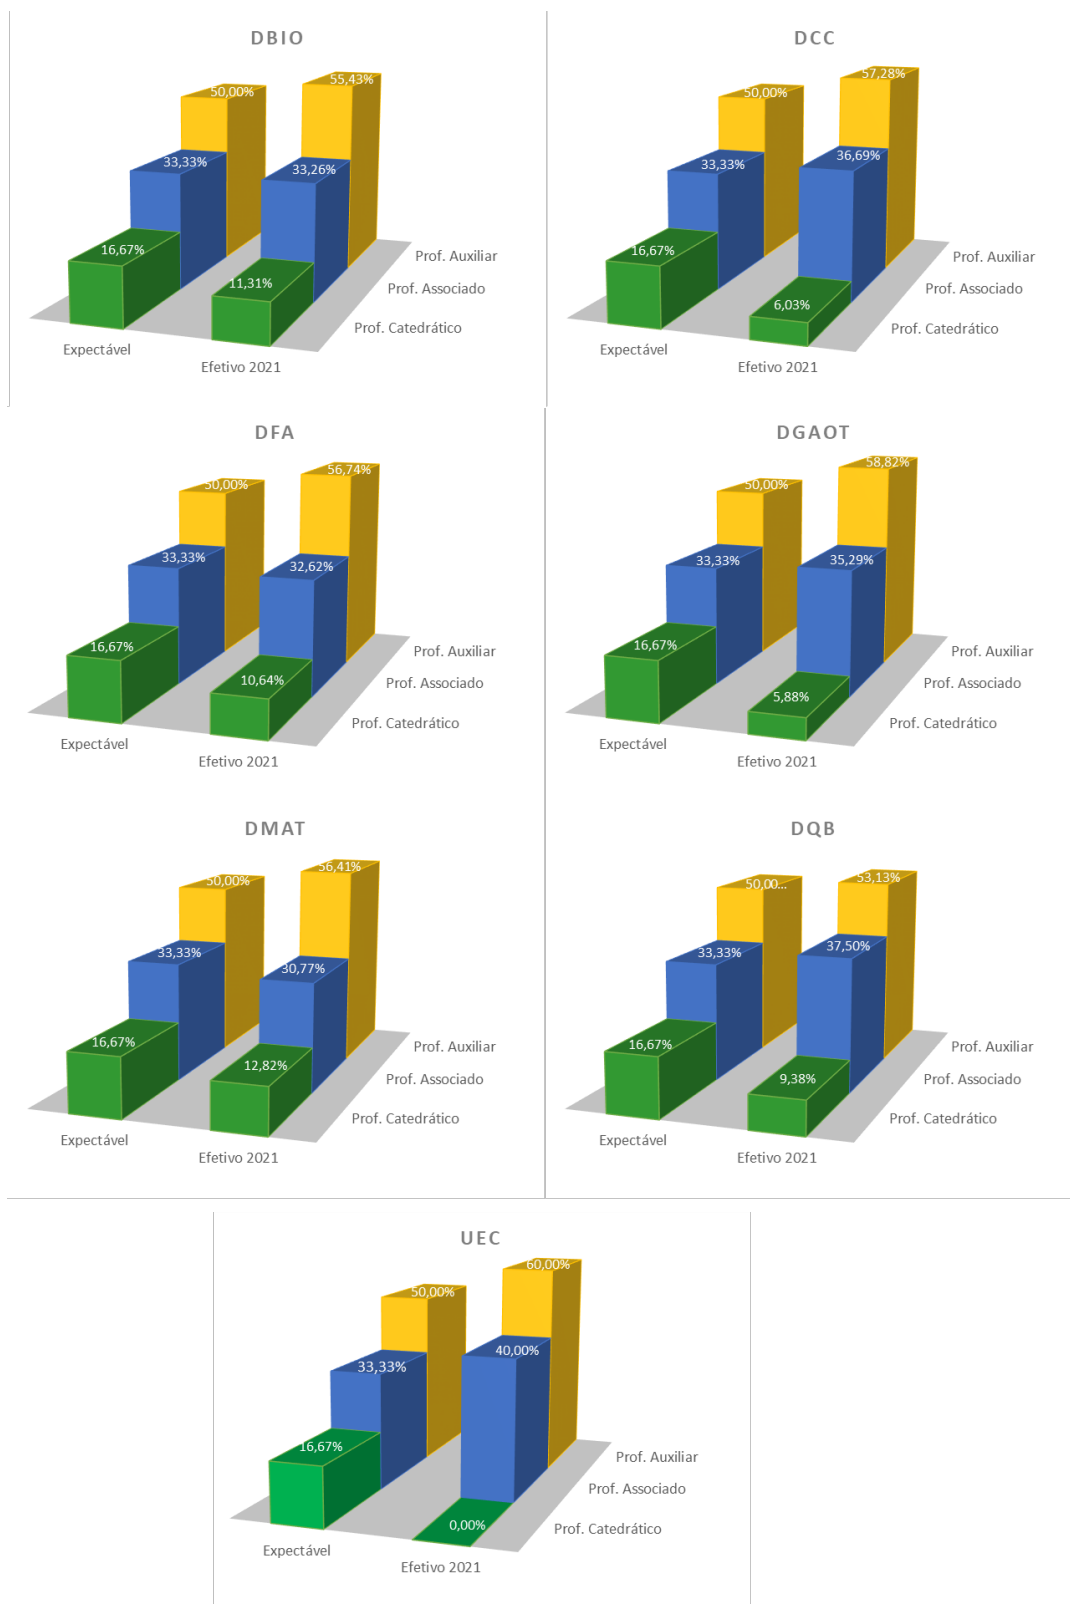 DBIO
55,43%
50,00%
33,33%
33,26%
16,67%
11,31%
Prof. Auxiliar
Prof. Associado
Prof. Catedrático
Expectável
Efetivo 2021
DCC
57,28%
50,00%
36,69%
33,33%
16,67%
6,03%
Prof. Auxiliar
Prof. Associado
Prof. Catedrático
Expectável
Efetivo 2021
DFA
56,74%
50,00%
33,33%
32,62%
16,67%
10,64%
Prof. Auxiliar
Prof. Associado
Prof. Catedrático
Expectável
Efetivo 2021
DGAOT
58,82%
50,00%
33,33%
35,29%
16,67%
5,88%
Prof. Auxiliar
Prof. Associado
Prof. Catedrático
Expectável
Efetivo 2021
DMAT
56,41%
50,00%
33,33%
30,77%
16,67%
12,82%
Prof. Auxiliar
Prof. Associado
Prof. Catedrático
Expectável
Efetivo 2021
DQB
53,13%
50,00...
37,50%
33,33%
16,67%
9,38%
Prof. Auxiliar
Prof. Associado
Prof. Catedrático
Expectável
Efetivo 2021
UEC
60,00%
50,00%
40,00%
33,33%
16,67%
0,00%
Prof. Auxiliar
Prof. Associado
Prof. Catedrático
Expectável
Efetivo 2021